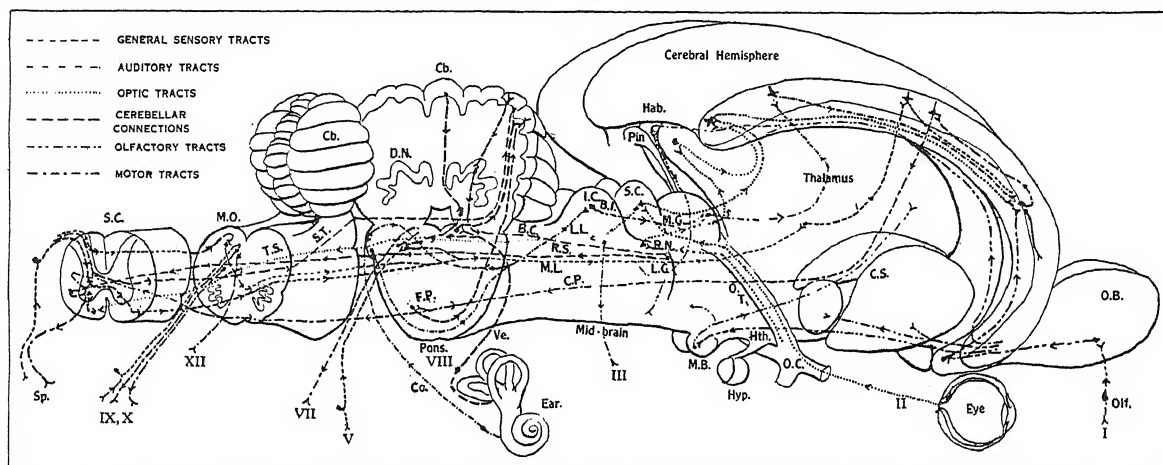 GENERAL SENSORY TRACTS
AUDITORY TRACTS
OPTIC TRACTS
CEREBELLAR
CONNECTIONS
OLFACTORY TRACTS
MOTOR TRACTS
Cerebral Hemisphere
Cb.
Cb.
Hab.
Pin
D.N.
Thalamus
S.C.
I.C.
B.I.
S.C.
M.O.
M.G.
S.T.
T.S.
B.C.
L.L.
R.S.
R.N.
M.L.
L.G.
C.P.
C.S.
O.T.
O.B.
F.P.
Mid-brain
Hth.
Pons.
Ve.
VIII
XII
M.B.
O.C.
III
Hyp.
Sp.
Co.
Ear.
II
Eye
Olf.
IX, X
VII
V
I